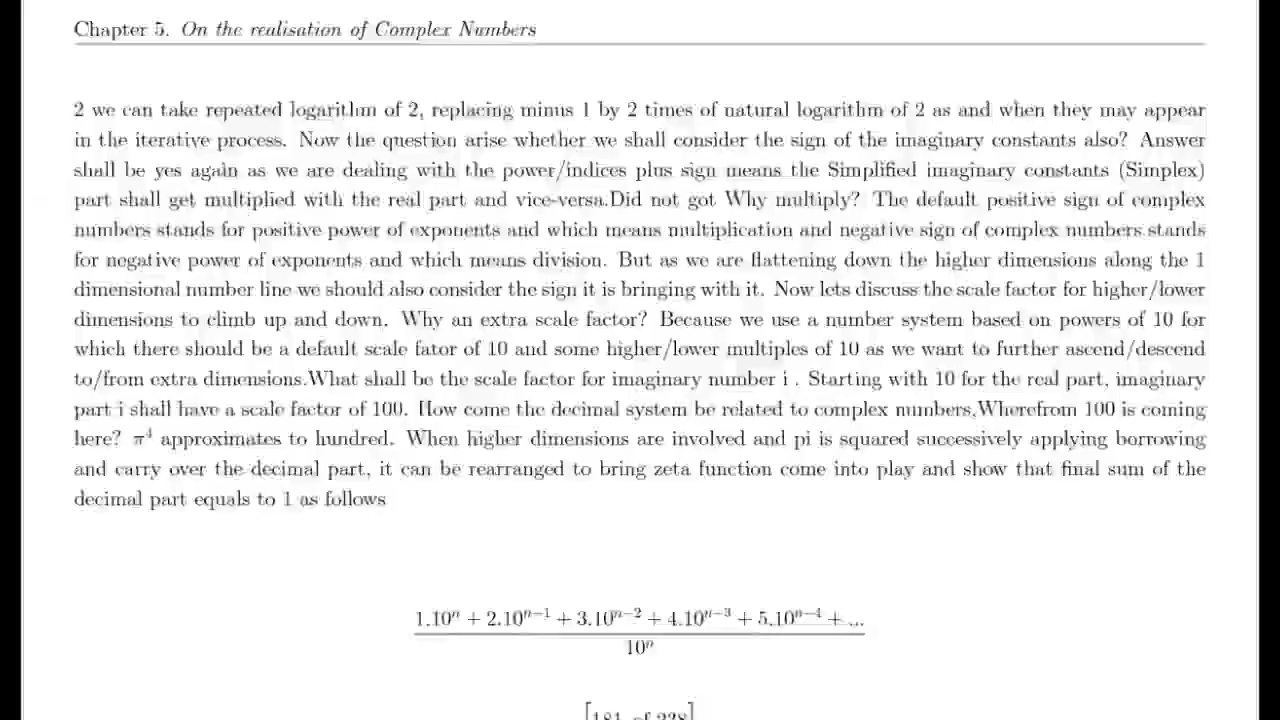 Chapter 5. On the realisation of Complex Numbers
2 we can take repeated logarithm of 2, replacing minus 1 by 2 times of natural logarithm of 2 as and when they may appear
in the iterative process. Now the question arise whether we shall consider the sign of the imaginary constants also? Answer
shall be yes again as we are dealing with the power/indices plus sign means the Simplified imaginary constants (Simplex)
part shall get multiplied with the real part and vice-versa.Did not got Why multiply? The default positive sign of complex
numbers stands for positive power of exponents and which means multiplication and negative sign of complex numbers stands
for negative power of exponents and which means division. But as we are flattening down the higher dimensions along the 1
dimensional number line we should also consider the sign it is bringing with it. Now lets discuss the scale factor for higher/lower
dimensions to climb up and down. Why an extra scale factor? Because we use a number system based on powers of 10 for
which there should be a default scale fator of 10 and some higher/lower multiples of 10 as we want to further ascend/descend
to/from extra dimensions.What shall be the scale factor for imaginary number i . Starting with 10 for the real part, imaginary
part i shall have a scale factor of 100. How come the decimal system be related to complex numbers,Wherefrom 100 is coming
here? π⁴ approximates to hundred. When higher dimensions are involved and pi is squared successively applying borrowing
and carry over the decimal part, it can be rearranged to bring zeta function come into play and show that final sum of the
decimal part equals to 1 as follows
1.10ⁿ + 2.10ⁿ⁻¹ + 3.10ⁿ⁻² + 4.10ⁿ⁻³ + 5.10ⁿ⁻⁴ + ...
10ⁿ
[181 of 228]